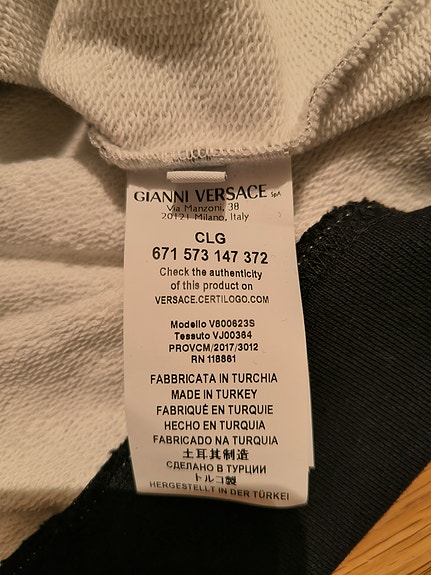 GIANNI VERSACE SpA
Via Manzoni, 38
20121 Milano, Italy
CLG
671 573 147 372
Check the authenticity
of this product on
VERSACE.CERTILOGO.COM
Modello V800623S
Tessuto VJ00364
PROVCM/2017/3012
RN 118861
FABBRICATA IN TURCHIA
MADE IN TURKEY
FABRIQUÉ EN TURQUIE
HECHO EN TURQUIA
FABRICADO NA TURQUIA
土耳其制造
СДЕЛАНО В ТУРЦИИ
トルコ製
HERGESTELLT IN DER TÜRKEI